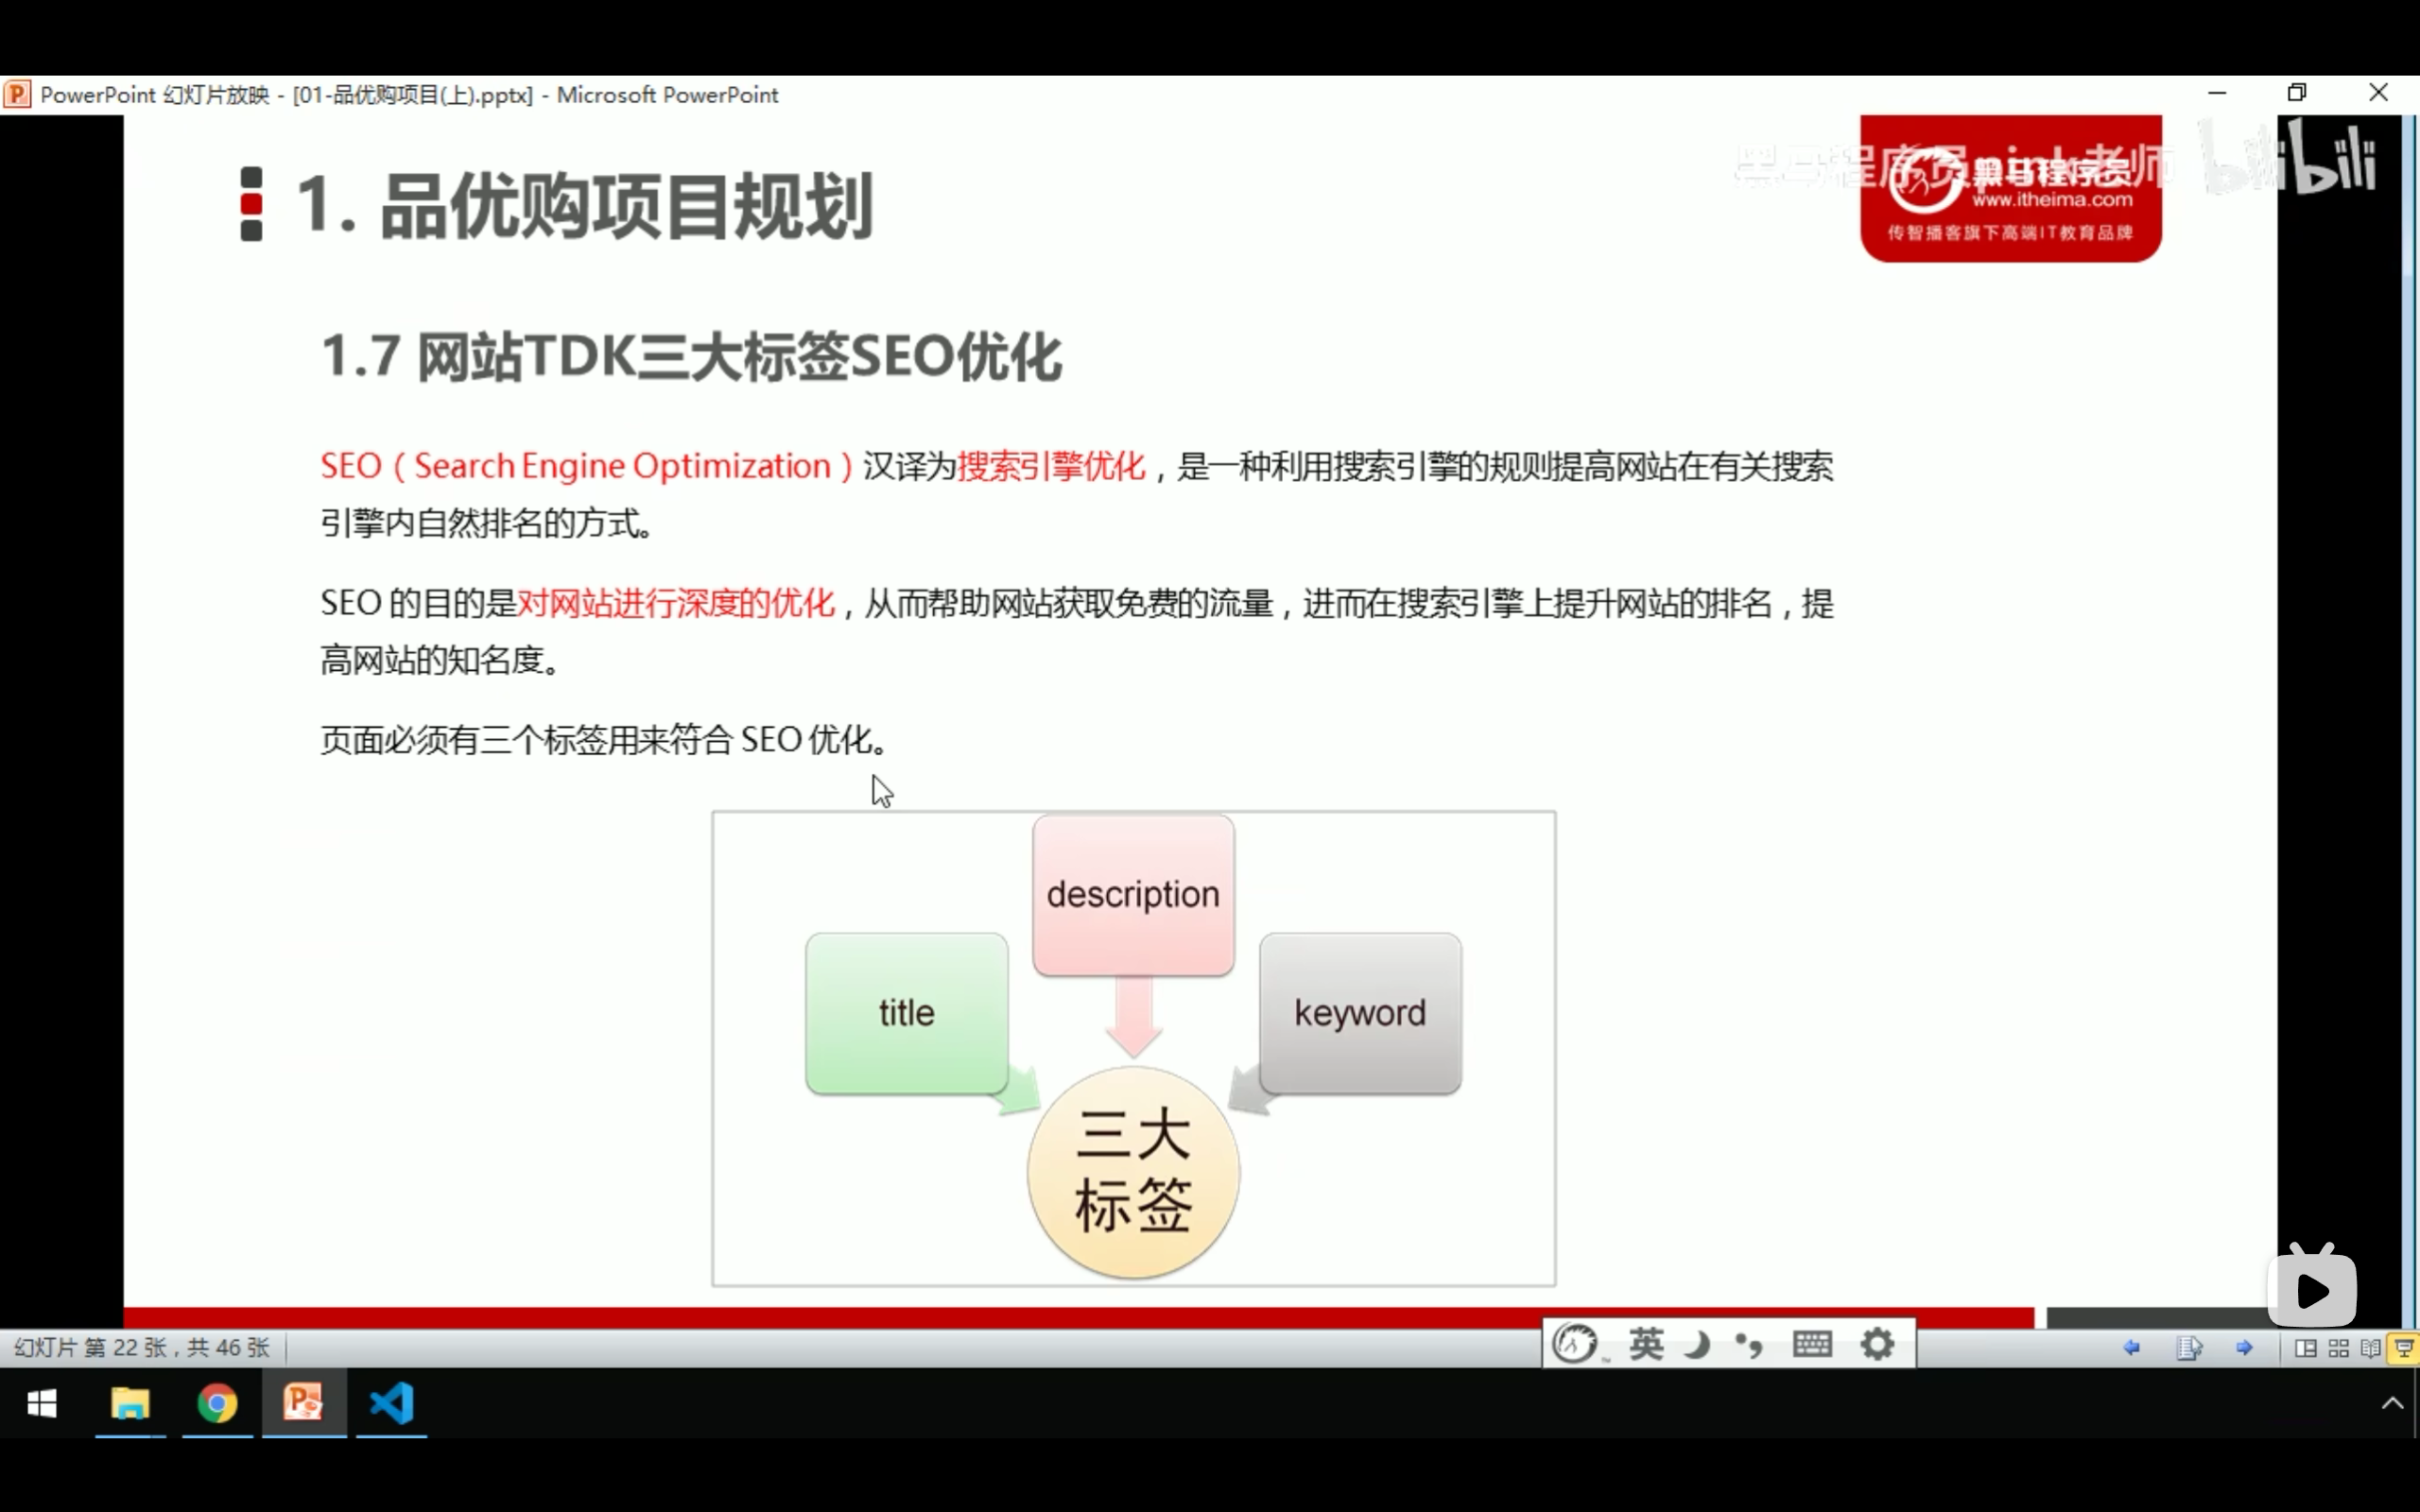 PowerPoint 幻灯片放映 - [01-品优购项目(上).pptx] - Microsoft PowerPoint
黑马程序员pink老师 bilibili
黑马程序员
www.itheima.com
传智播客旗下高端IT教育品牌
1. 品优购项目规划
1.7 网站TDK三大标签SEO优化
SEO（Search Engine Optimization）汉译为搜索引擎优化，是一种利用搜索引擎的规则提高网站在有关搜索
引擎内自然排名的方式。
SEO 的目的是对网站进行深度的优化，从而帮助网站获取免费的流量，进而在搜索引擎上提升网站的排名，提
高网站的知名度。
页面必须有三个标签用来符合 SEO 优化。
description
title
keyword
三大
标签
幻灯片 第 22 张，共 46 张
英